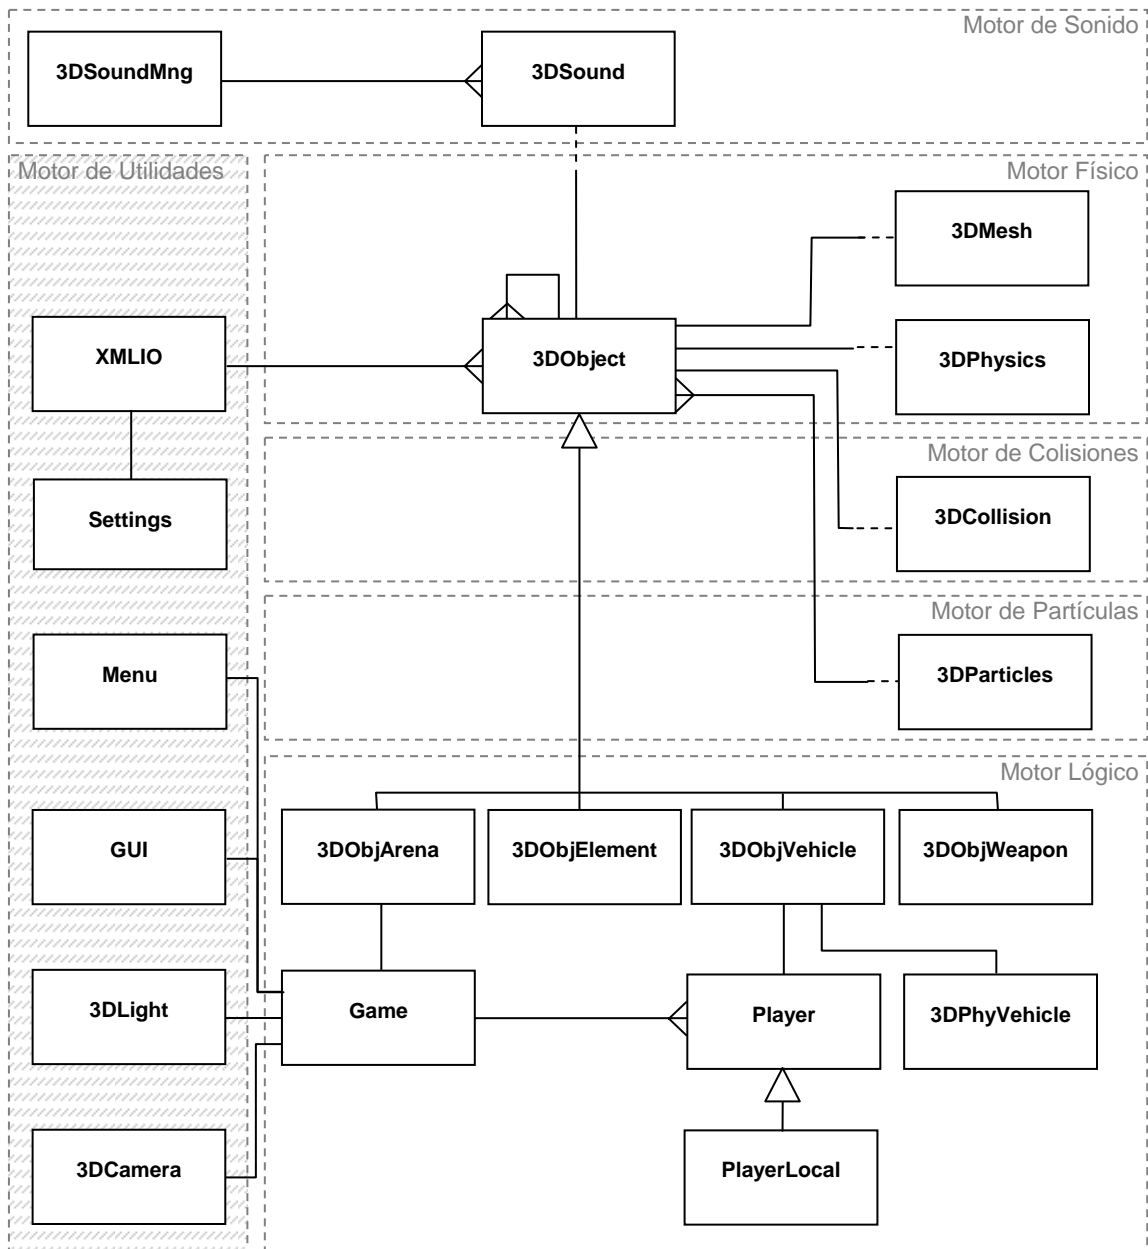 Motor de Sonido
3DSoundMng
3DSound
Motor de Utilidades
Motor Físico
3DMesh
XMLIO
3DObject
3DPhysics
Motor de Colisiones
Settings
3DCollision
Motor de Partículas
Menu
3DParticles
Motor Lógico
GUI
3DObjArena
3DObjElement
3DObjVehicle
3DObjWeapon
3DLight
Game
Player
3DPhyVehicle
3DCamera
PlayerLocal